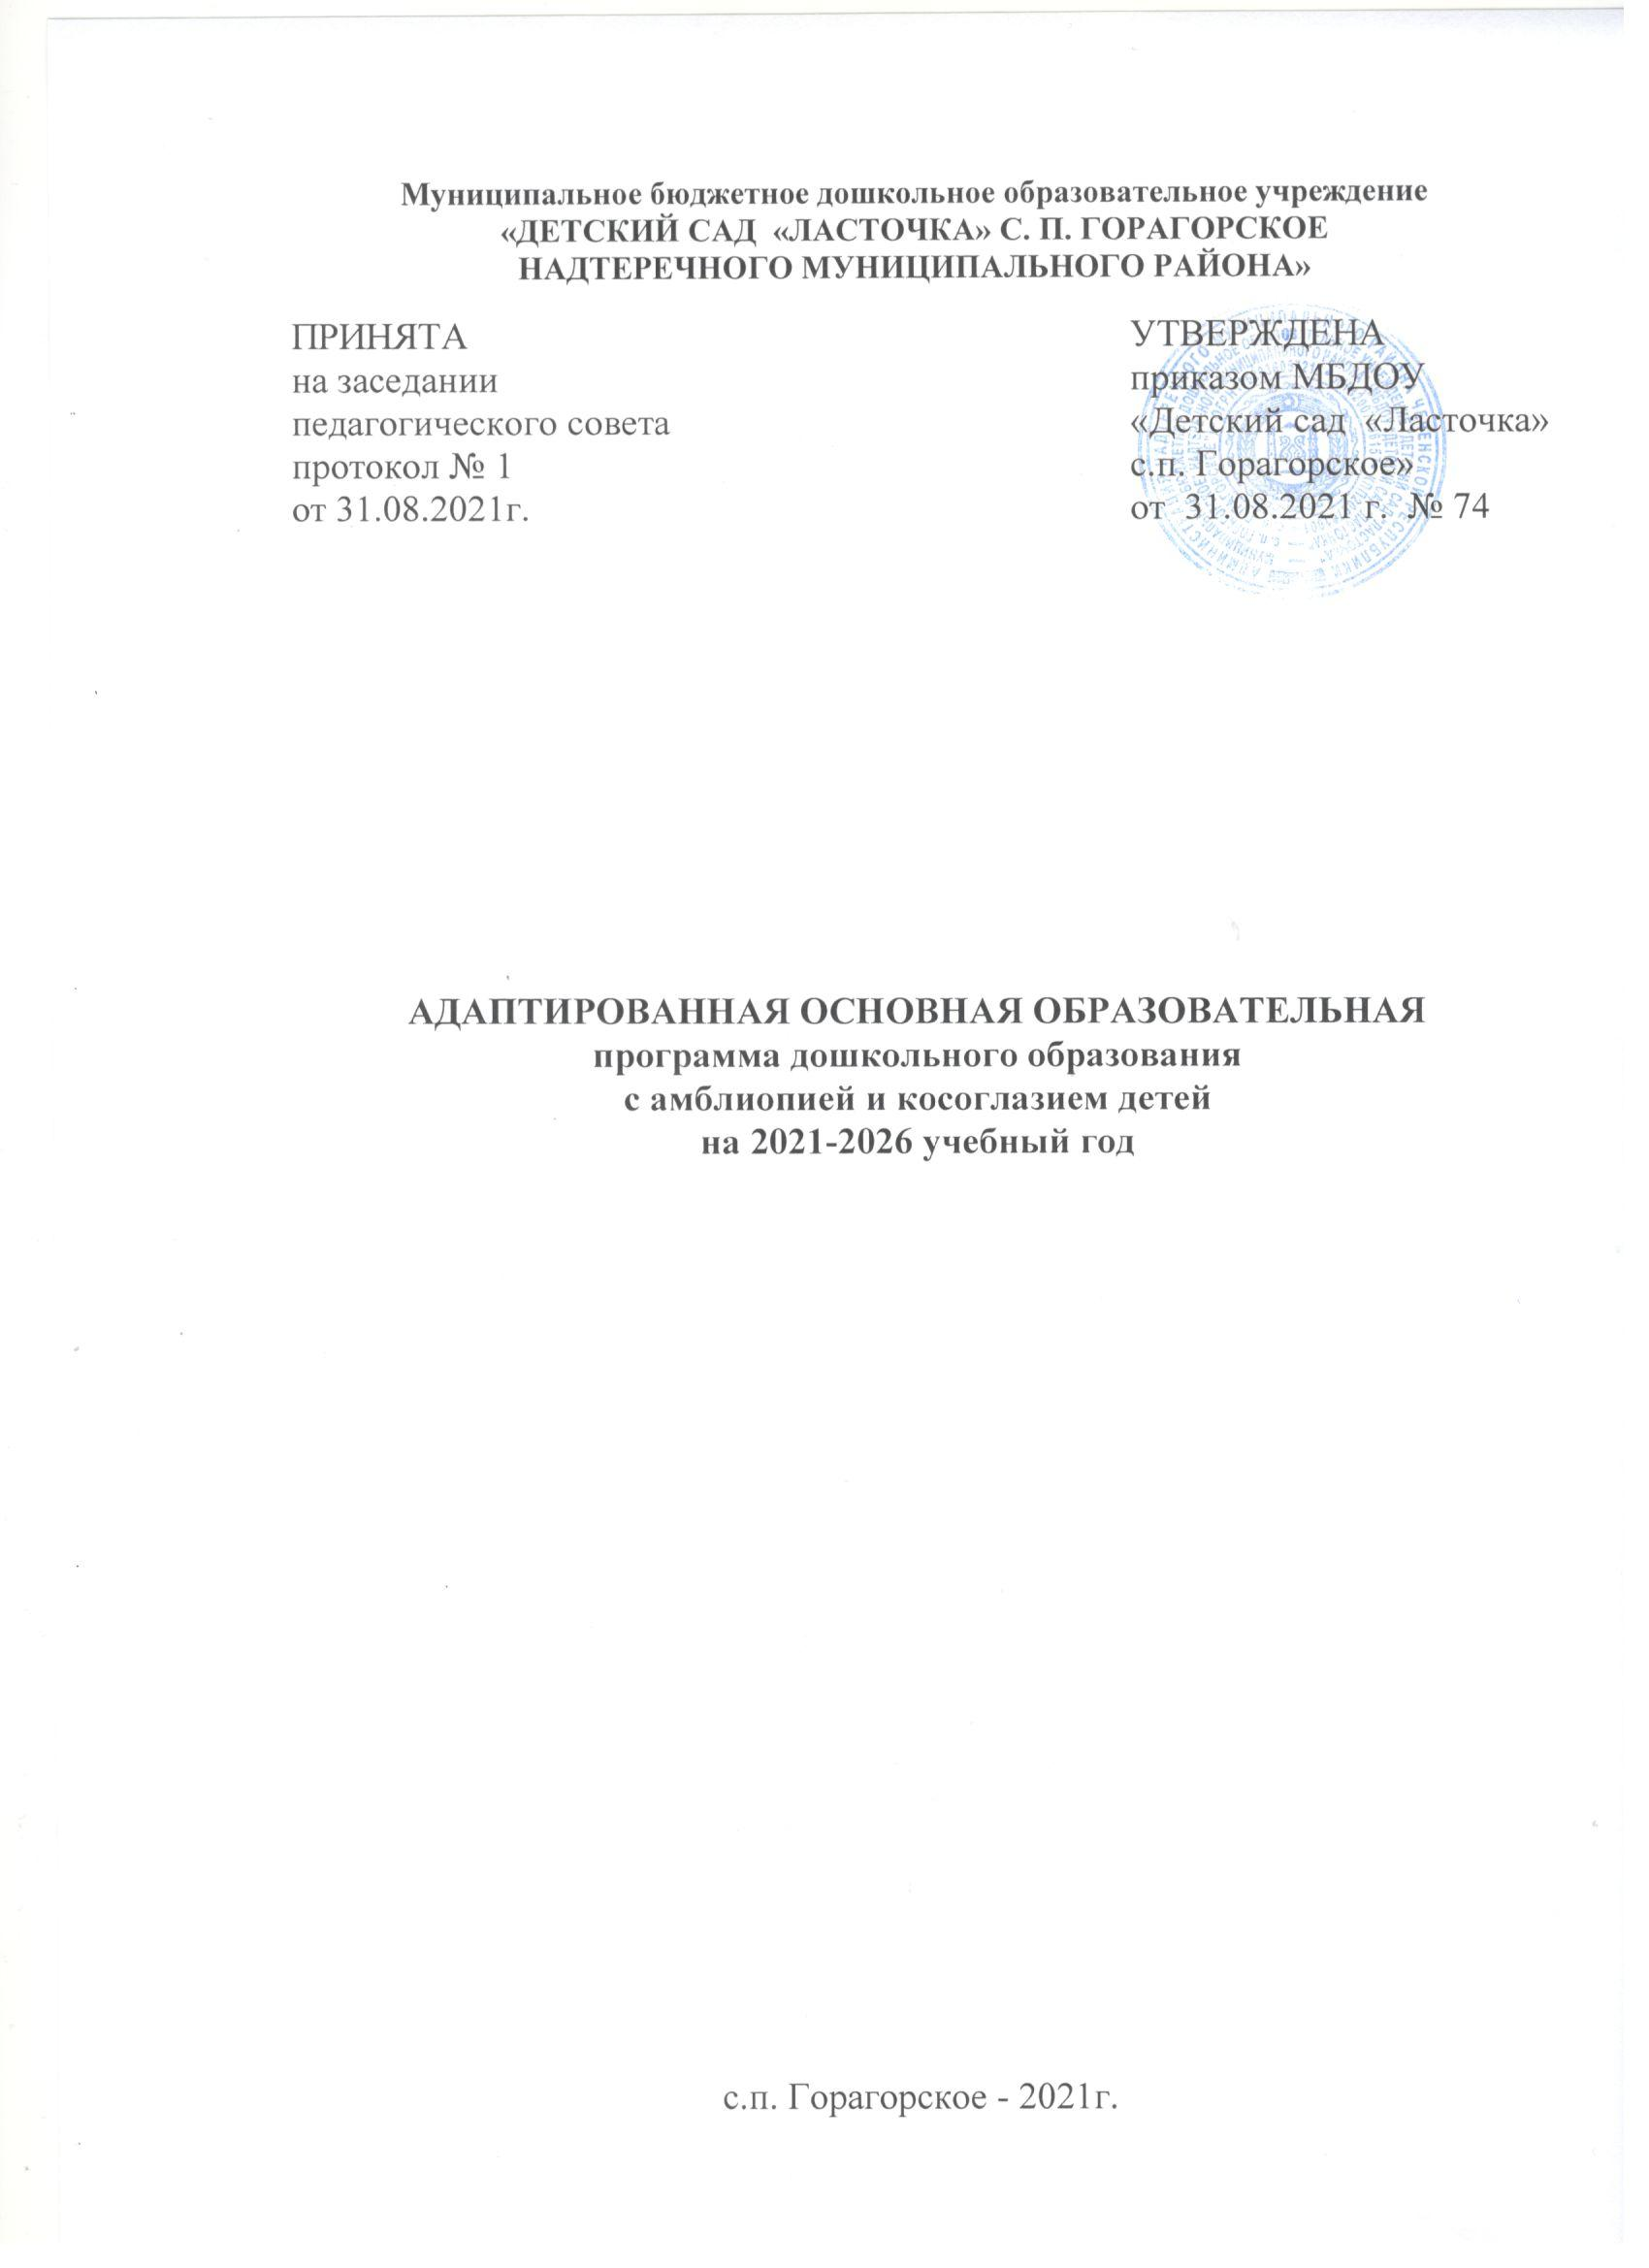 Муниципальное бюджетное дошкольное образовательное учреждение
«ДЕТСКИЙ САД «ЛАСТОЧКА» С. П. ГОРАГОРСКОЕ
НАДТЕРЕЧНОГО МУНИЦИПАЛЬНОГО РАЙОНА»
ПРИНЯТА
на заседании
педагогического совета
протокол № 1
от 31.08.2021г.
УТВЕРЖДЕНА
приказом МБДОУ
«Детский сад «Ласточка»
с.п. Горагорское»
от 31.08.2021 г. № 74
АДАПТИРОВАННАЯ ОСНОВНАЯ ОБРАЗОВАТЕЛЬНАЯ
программа дошкольного образования
с амблиопией и косоглазием детей
на 2021-2026 учебный год
с.п. Горагорское - 2021г.